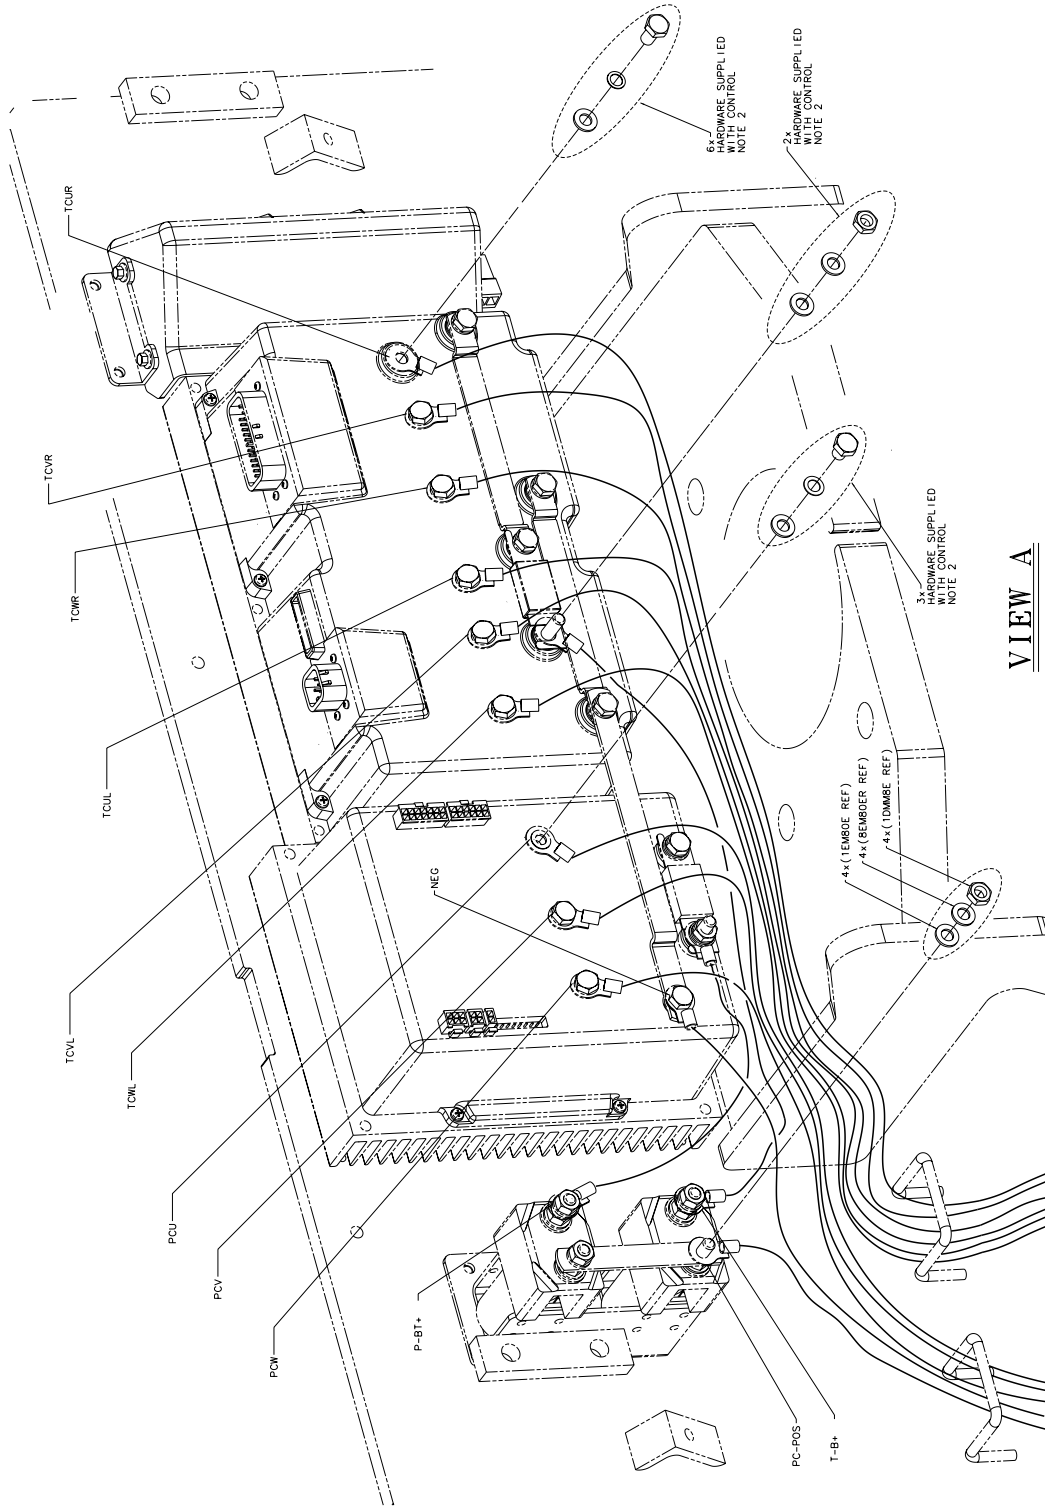 TCUR
TCVR
TCWR
TCUL
TCVL
TCWL
PCU
PCV
PCW
NEG
P-BT+
PC-POS
T-B+
6x
HARDWARE SUPPLIED
WITH CONTROL
NOTE 2
2x
HARDWARE SUPPLIED
WITH CONTROL
NOTE 2
3x
HARDWARE SUPPLIED
WITH CONTROL
NOTE 2
4x(1EM80E REF)
4x(8EM80ER REF)
4x(1DMM8E REF)
VIEW A